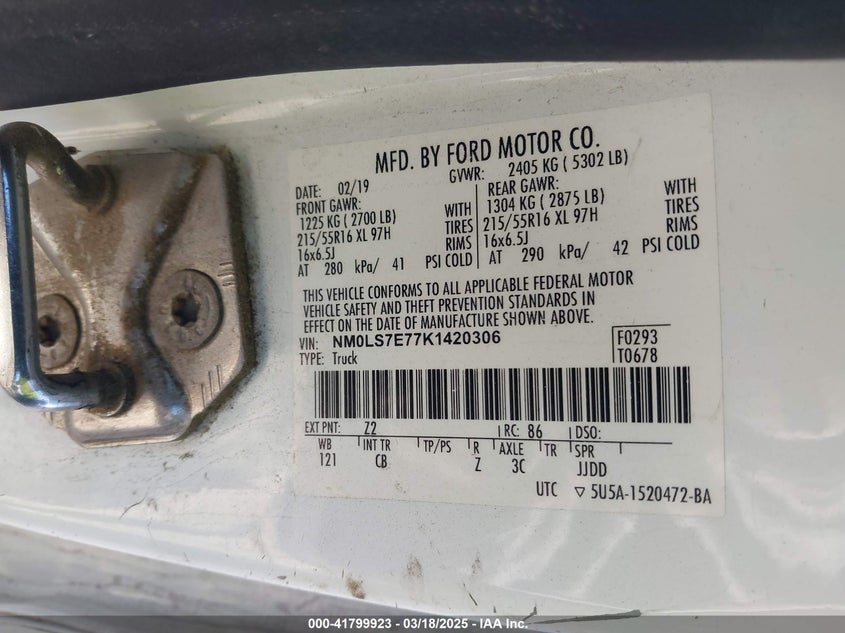 MFD. BY FORD MOTOR CO.
DATE: 02/19 GVWR: 2405 KG ( 5302 LB)
FRONT GAWR: REAR GAWR:
1225 KG ( 2700 LB) WITH 1304 KG ( 2875 LB) WITH
215/55R16 XL 97H TIRES 215/55R16 XL 97H TIRES
16x6.5J RIMS 16x6.5J RIMS
AT 280 kPa/ 41 PSI COLD AT 290 kPa/ 42 PSI COLD
THIS VEHICLE CONFORMS TO ALL APPLICABLE FEDERAL MOTOR
VEHICLE SAFETY AND THEFT PREVENTION STANDARDS IN
EFFECT ON THE DATE OF MANUFACTURE SHOWN ABOVE.
VIN: NM0LS7E77K1420306 F0293
TYPE: Truck T0678
EXT PNT: Z2 RC: 86 DSO:
WB INT TR TP/PS R AXLE TR SPR
121 CB Z 3C JJDD
UTC ▽ 5U5A-1520472-BA
000-41799923 / 03/18/2025 - IAA Inc.